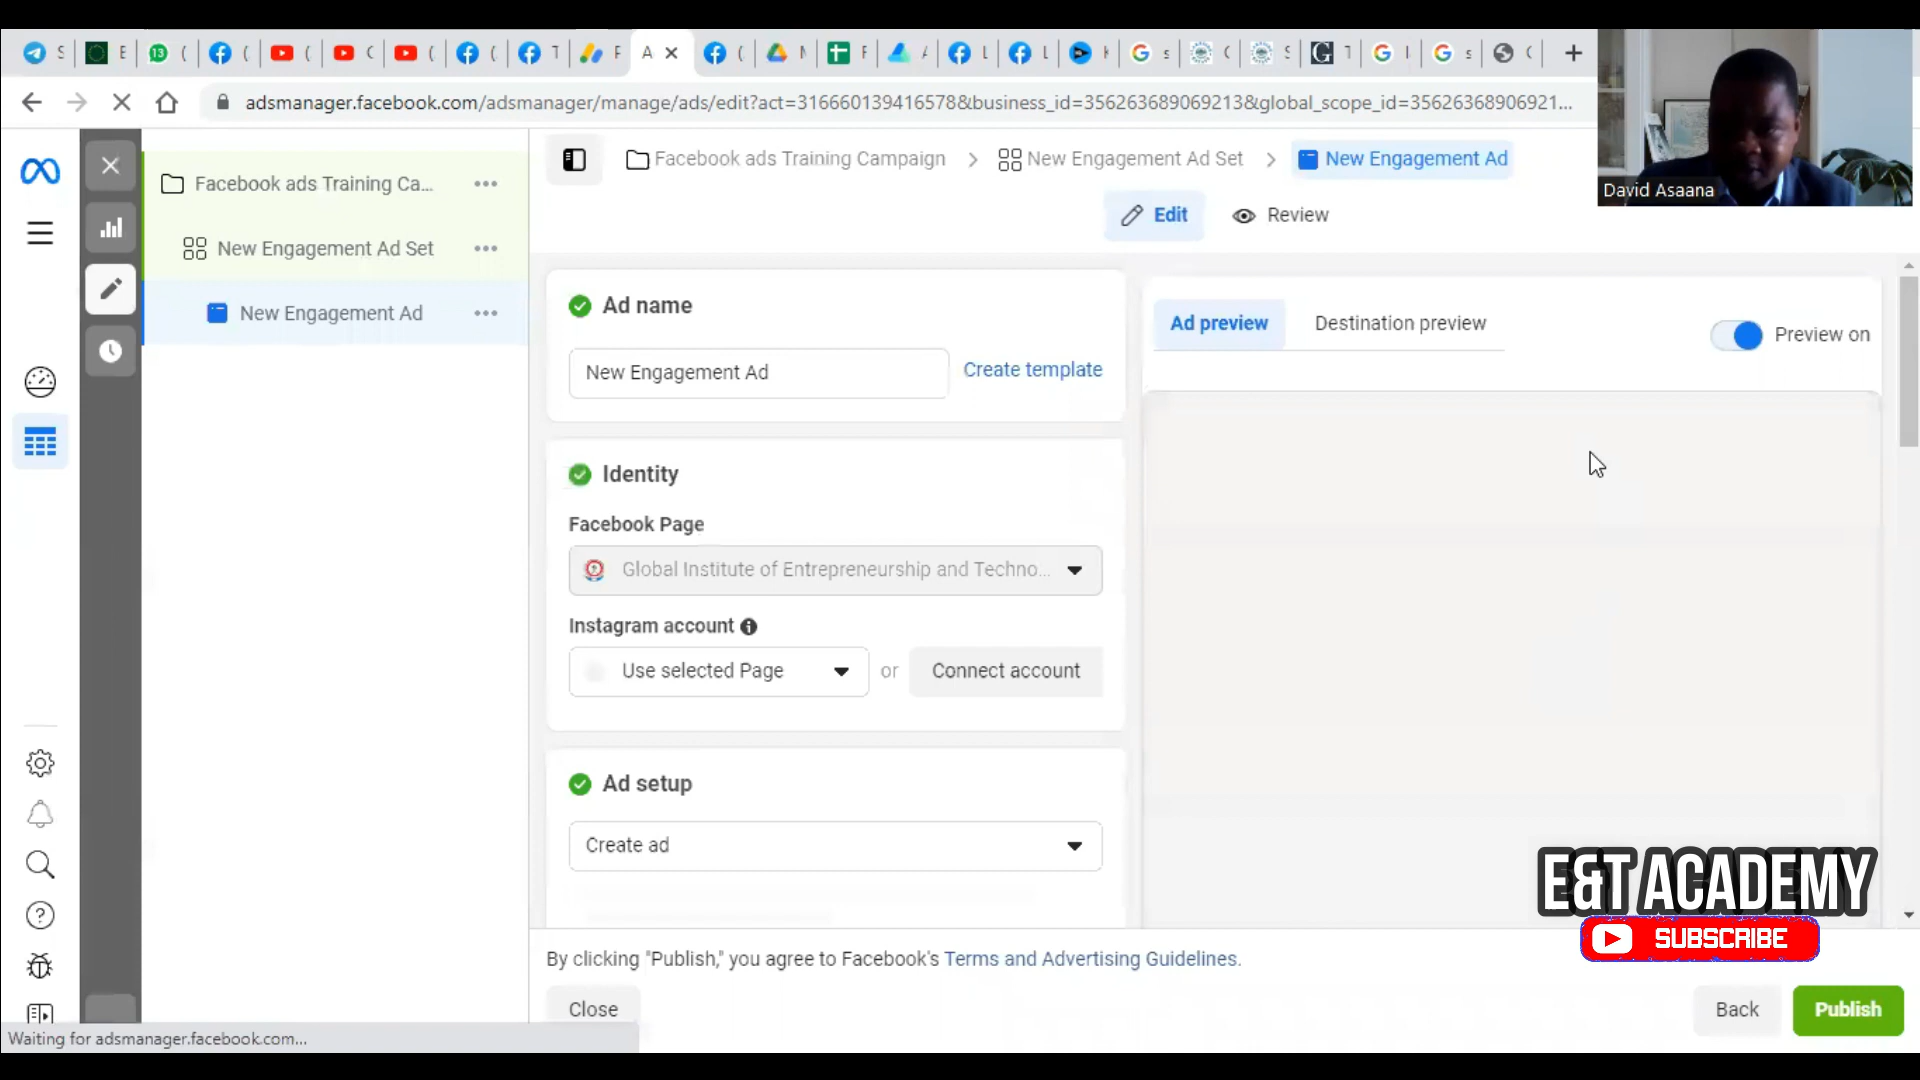 adsmanager.facebook.com/adsmanager/manage/ads/edit?act=316660139416578&business_id=356263689069213&global_scope_id=35626368906921...
David Asaana
Facebook ads Training Campaign
New Engagement Ad Set
New Engagement Ad
Edit
Review
Facebook ads Training Ca...
New Engagement Ad Set
New Engagement Ad
Ad name
New Engagement Ad
Create template
Identity
Facebook Page
Global Institute of Entrepreneurship and Techno...
Instagram account
Use selected Page
or
Connect account
Ad setup
Create ad
Ad preview
Destination preview
Preview on
E&T ACADEMY
SUBSCRIBE
By clicking "Publish," you agree to Facebook's Terms and Advertising Guidelines.
Close
Back
Publish
Waiting for adsmanager.facebook.com...